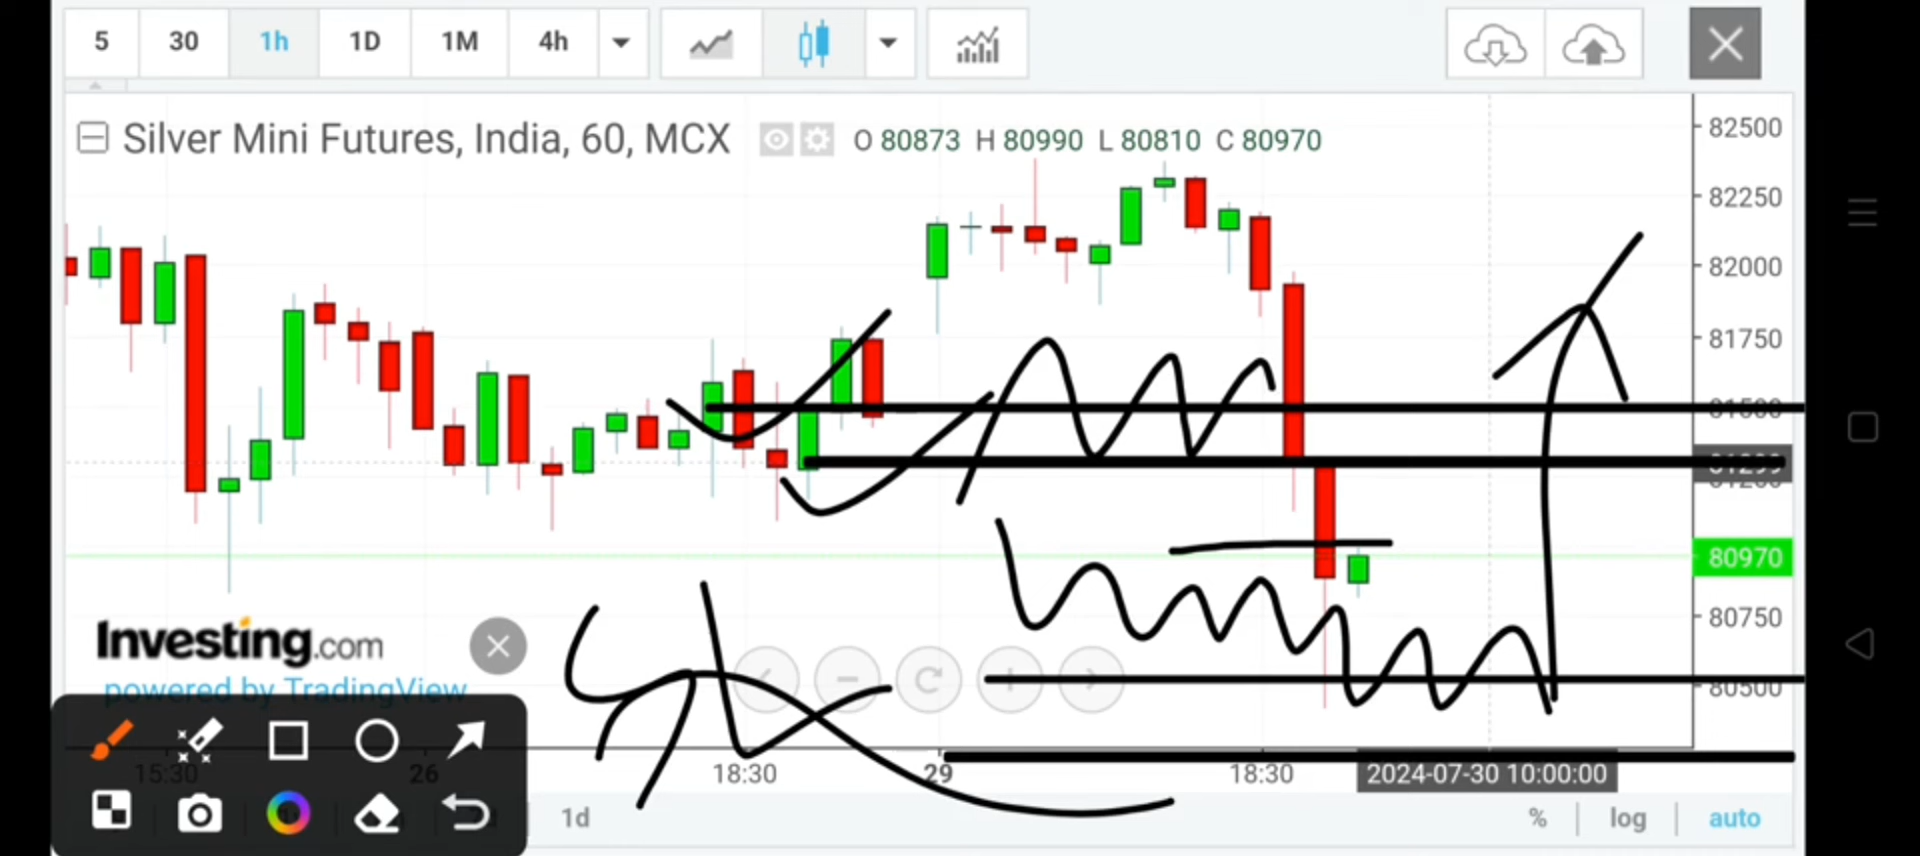 5 30 1h 1D 1M 4h
Silver Mini Futures, India, 60, MCX O 80873 H 80990 L 80810 C 80970
82500
82250
82000
81750
81500
80970
80750
80500
Investing.com
powered by TradingView
15:30 26 18:30 29 18:30 2024-07-30 10:00:00
1d % log auto